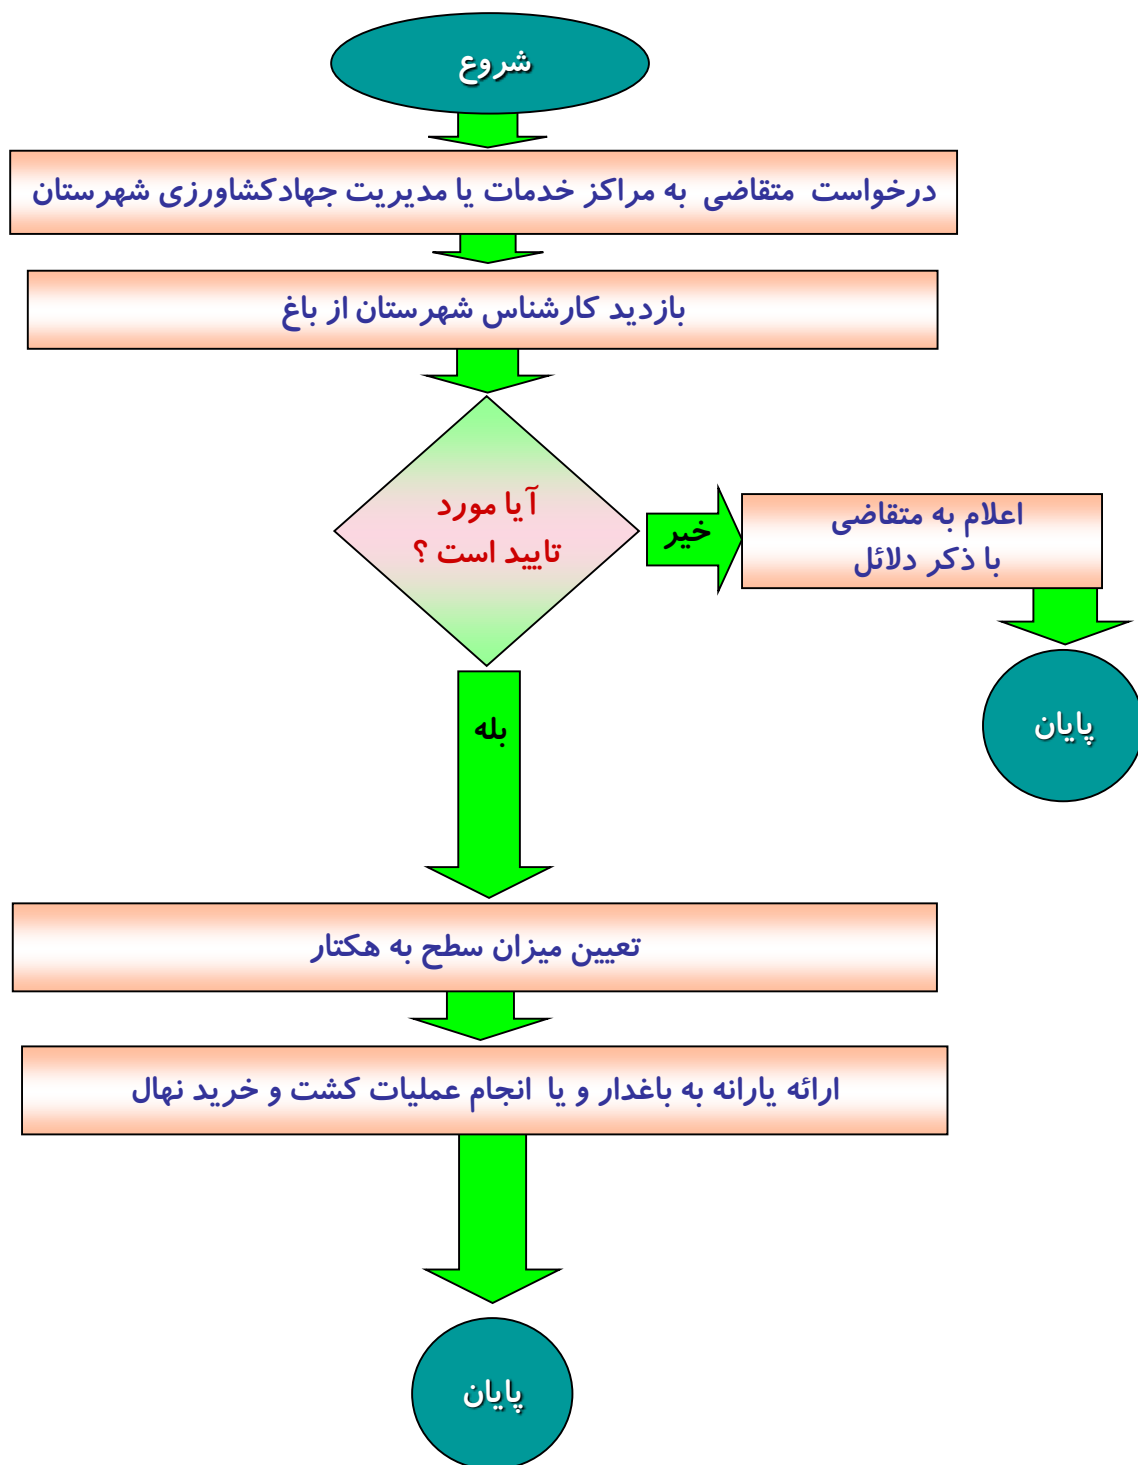 شروع
درخواست متقاضی به مراکز خدمات یا مدیریت جهادکشاورزی شهرستان
بازدید کارشناس شهرستان از باغ
آیا مورد
تایید است ؟
خیر
اعلام به متقاضی
با ذکر دلائل
پایان
بله
تعیین میزان سطح به هکتار
ارائه یارانه به باغدار و یا انجام عملیات کشت و خرید نهال
پایان